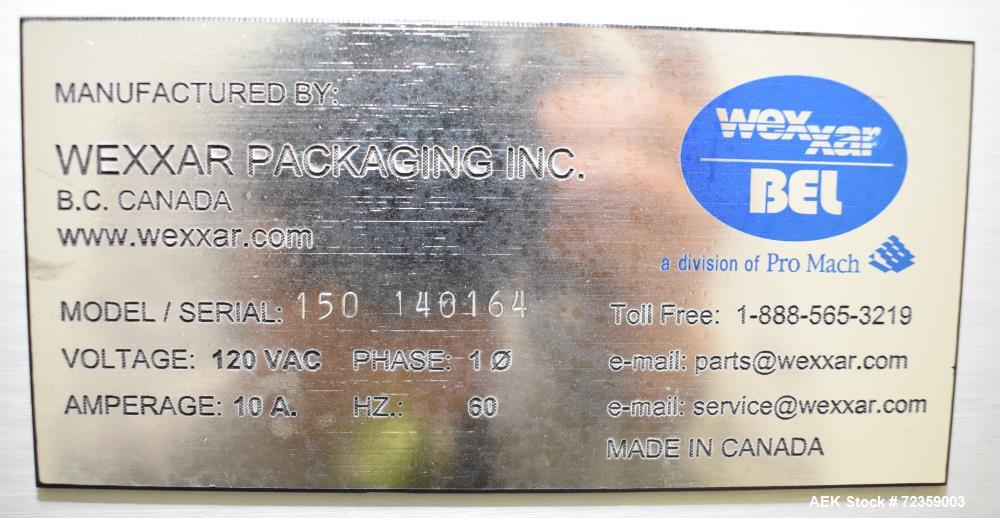 MANUFACTURED BY:
WEXXAR PACKAGING INC.
B.C. CANADA
www.wexxar.com
wexxar
BEL
a division of Pro Mach
MODEL / SERIAL: 150 140164
VOLTAGE: 120 VAC PHASE: 1 Ø
AMPERAGE: 10 A. HZ.: 60
Toll Free: 1-888-565-3219
e-mail: parts@wexxar.com
e-mail: service@wexxar.com
MADE IN CANADA
AEK Stock # 72359003